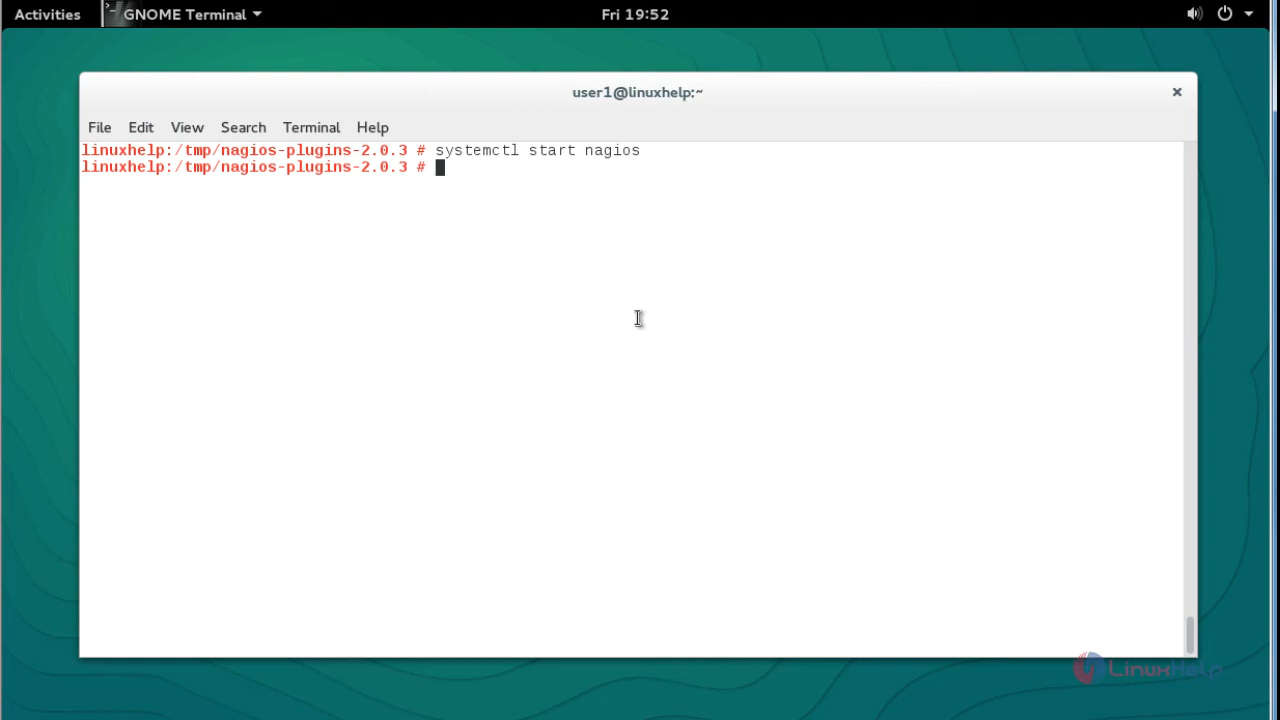 Activities GNOME Terminal Fri 19:52
user1@linuxhelp:~
File Edit View Search Terminal Help
linuxhelp:/tmp/nagios-plugins-2.0.3 # systemctl start nagios
linuxhelp:/tmp/nagios-plugins-2.0.3 #
LinuxHelp